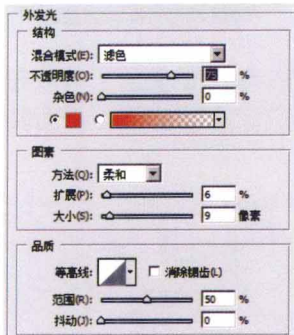 外发光
结构
混合模式(E): 滤色
不透明度(O): 75 %
杂色(N): 0 %
图素
方法(Q): 柔和
扩展(P): 6 %
大小(S): 9 像素
品质
等高线: 消除锯齿(L)
范围(R): 50 %
抖动(J): 0 %